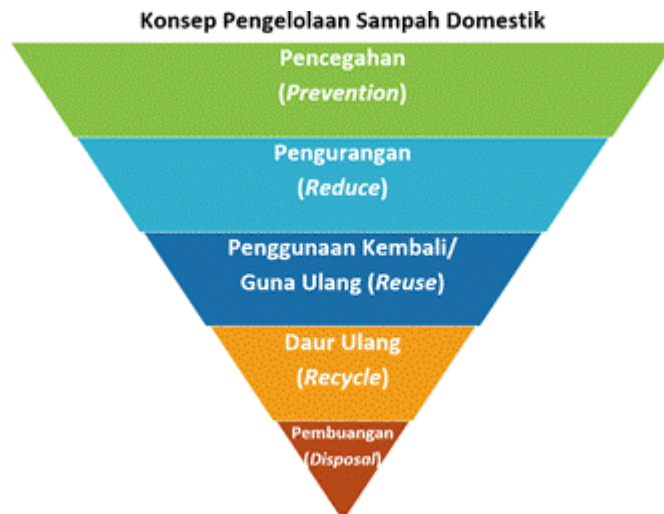 Konsep Pengelolaan Sampah Domestik
Pencegahan
(Prevention)
Pengurangan
(Reduce)
Penggunaan Kembali/
Guna Ulang (Reuse)
Daur Ulang
(Recycle)
Pembuangan
(Disposal)